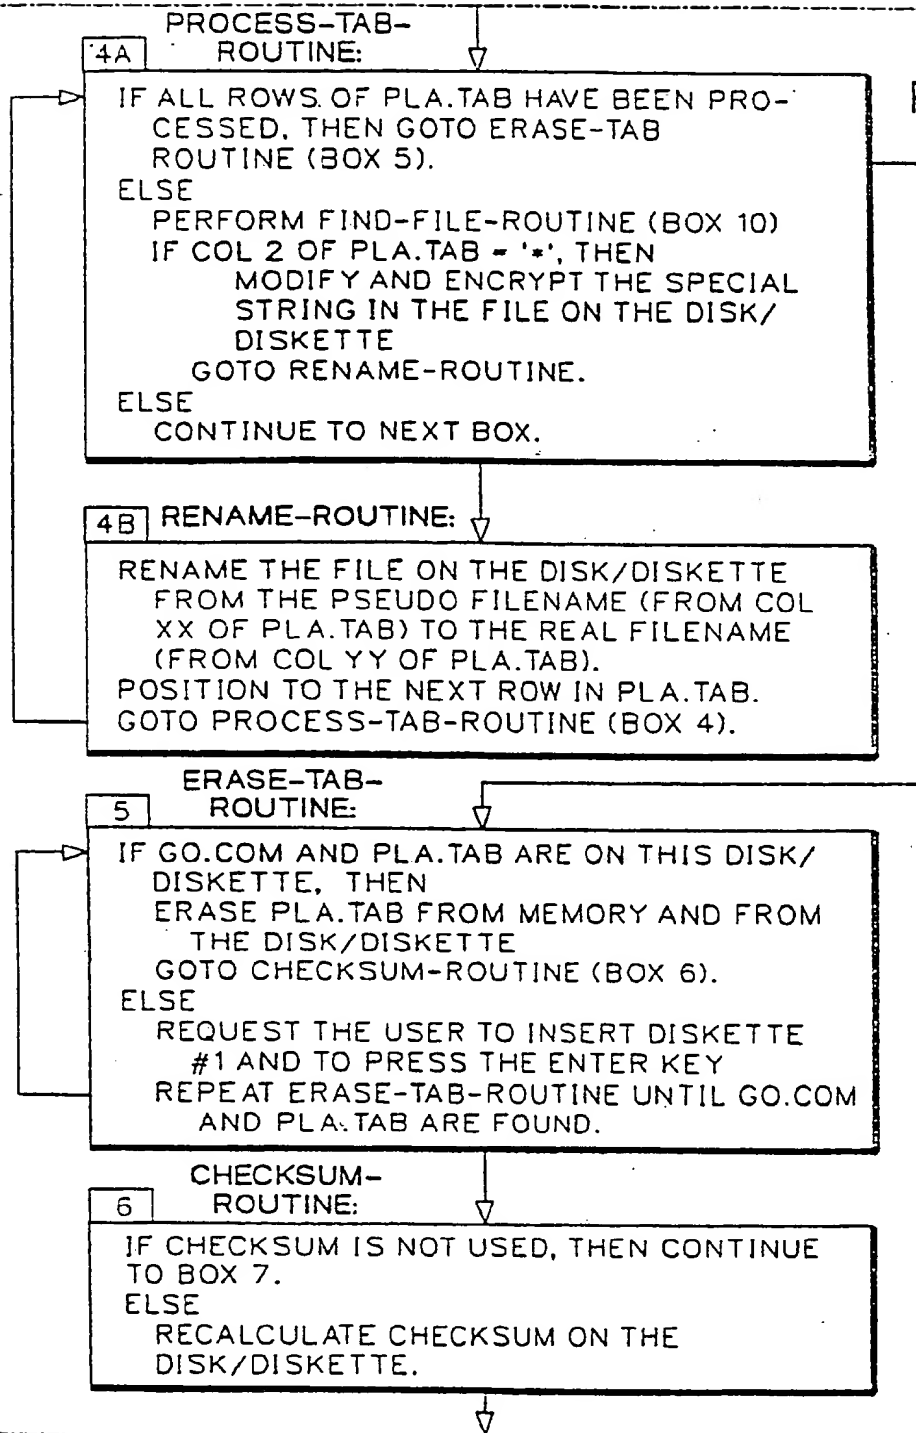 PROCESS-TAB-
ROUTINE:
4A
IF ALL ROWS OF PLA.TAB HAVE BEEN PRO-
CESSED, THEN GOTO ERASE-TAB
ROUTINE (BOX 5).
ELSE
PERFORM FIND-FILE-ROUTINE (BOX 10)
IF COL 2 OF PLA.TAB = '*', THEN
MODIFY AND ENCRYPT THE SPECIAL
STRING IN THE FILE ON THE DISK/
DISKETTE
GOTO RENAME-ROUTINE.
ELSE
CONTINUE TO NEXT BOX.
4B RENAME-ROUTINE:
RENAME THE FILE ON THE DISK/DISKETTE
FROM THE PSEUDO FILENAME (FROM COL
XX OF PLA.TAB) TO THE REAL FILENAME
(FROM COL YY OF PLA.TAB).
POSITION TO THE NEXT ROW IN PLA.TAB.
GOTO PROCESS-TAB-ROUTINE (BOX 4).
ERASE-TAB-
ROUTINE:
5
IF GO.COM AND PLA.TAB ARE ON THIS DISK/
DISKETTE, THEN
ERASE PLA.TAB FROM MEMORY AND FROM
THE DISK/DISKETTE
GOTO CHECKSUM-ROUTINE (BOX 6).
ELSE
REQUEST THE USER TO INSERT DISKETTE
#1 AND TO PRESS THE ENTER KEY
REPEAT ERASE-TAB-ROUTINE UNTIL GO.COM
AND PLA.TAB ARE FOUND.
CHECKSUM-
ROUTINE:
6
IF CHECKSUM IS NOT USED, THEN CONTINUE
TO BOX 7.
ELSE
RECALCULATE CHECKSUM ON THE
DISK/DISKETTE.